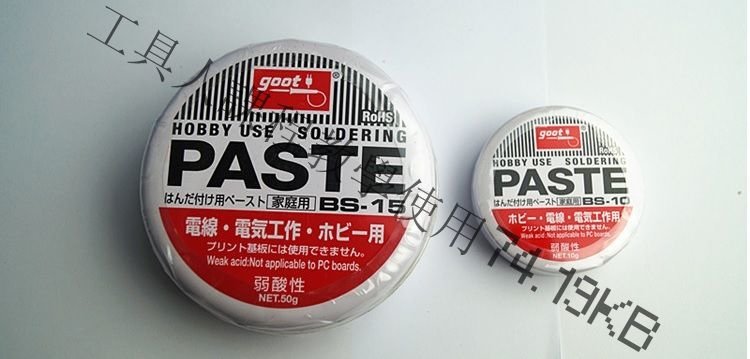 goot®
RoHS
HOBBY USE SOLDERING
PASTE
はんだ付け用ペースト [家庭用] BS-15
電線・電気工作・ホビー用
プリント基板には使用できません。
Weak acid:Not applicable to PC boards.
弱酸性
NET.50g
goot®
RoHS
HOBBY USE SOLDERING
PASTE
はんだ付け用ペースト [家庭用] BS-10
ホビー・電線・電気工作用
プリント基板には使用できません。
Weak acid:Not applicable to PC boards.
弱酸性
NET.10g
工具人 使用 74.19KB